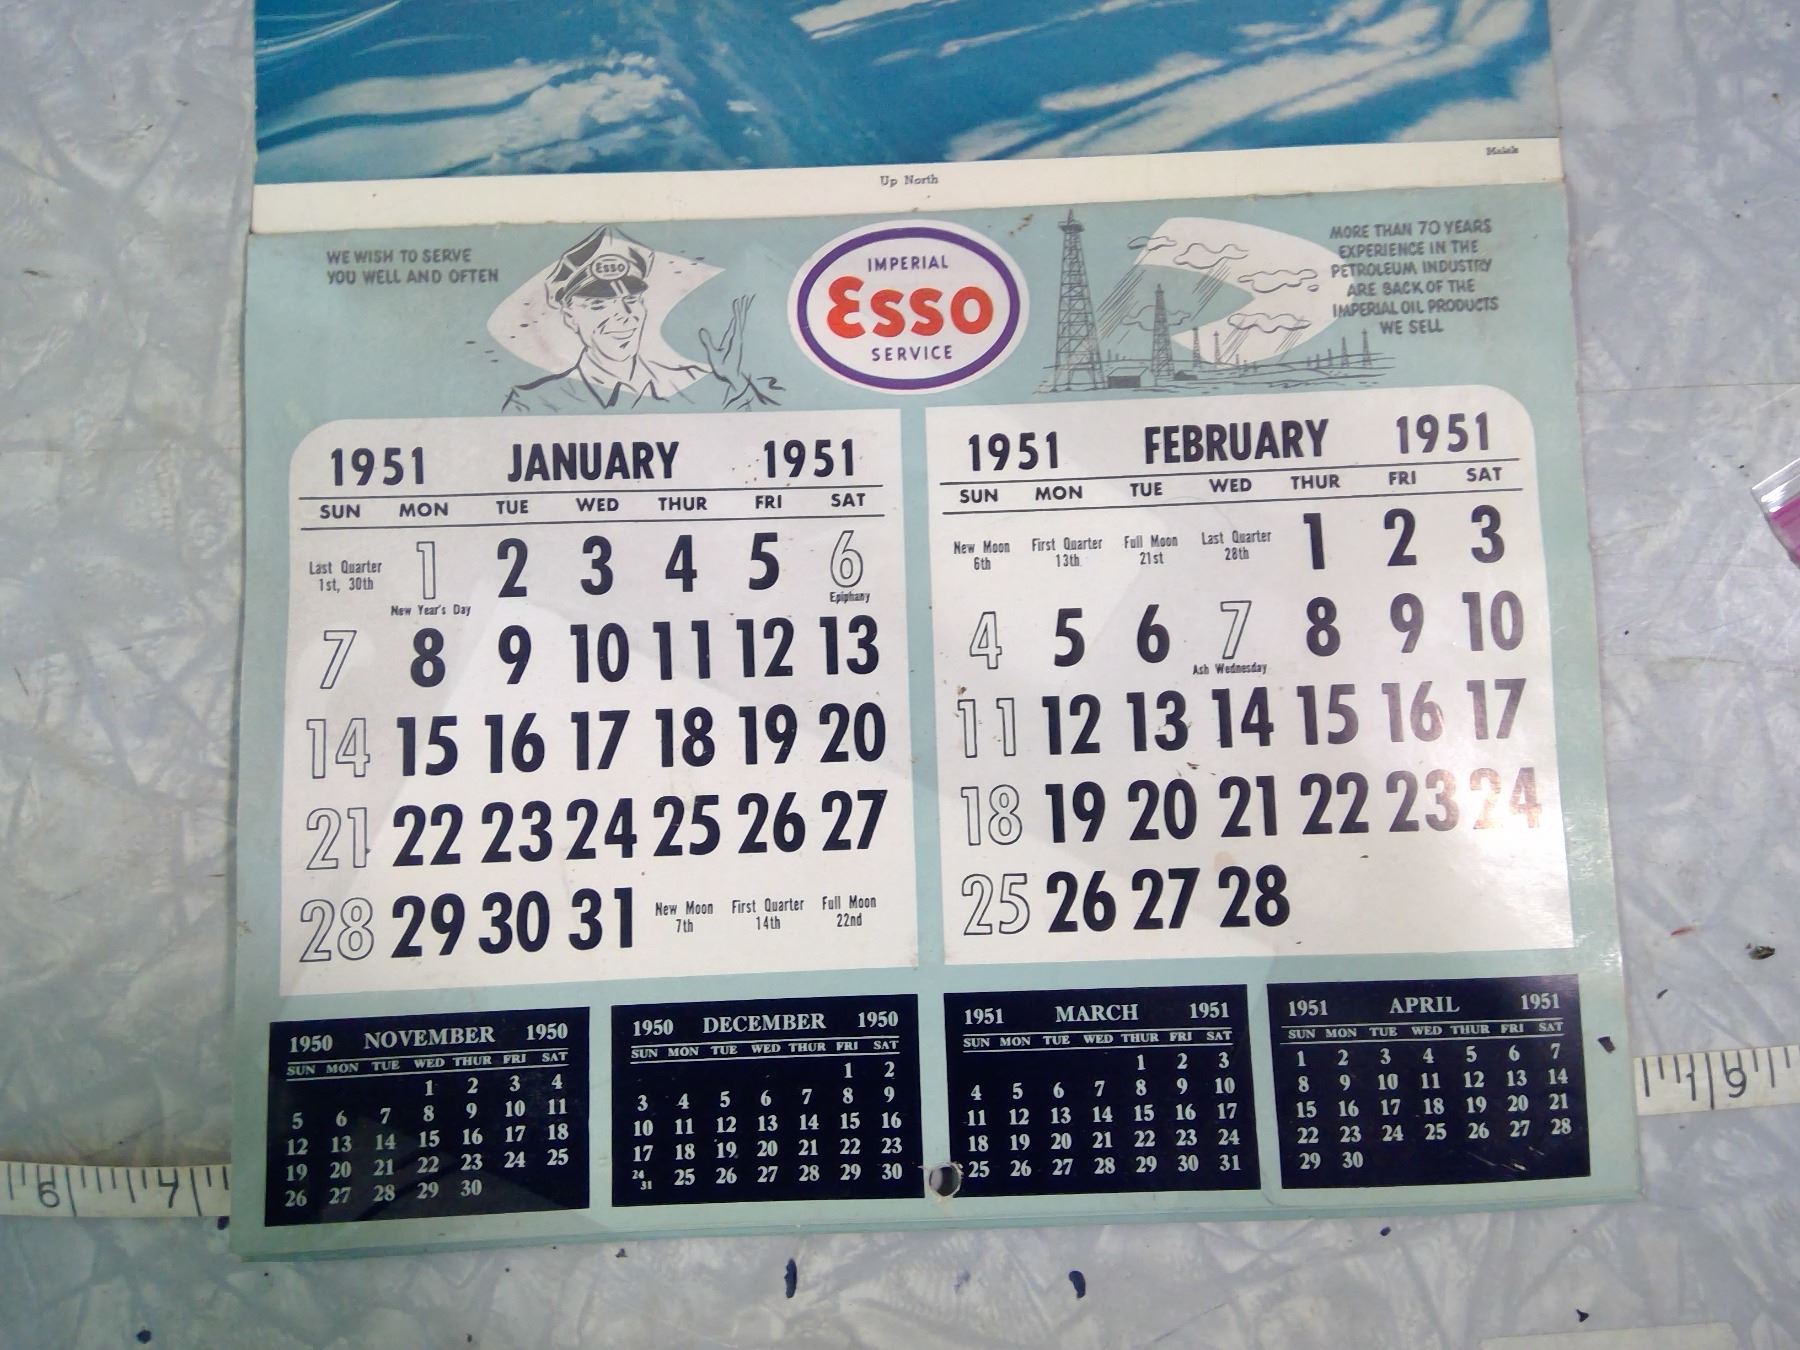 Malak
Up North
WE WISH TO SERVE
YOU WELL AND OFTEN
Esso
IMPERIAL
Esso
SERVICE
MORE THAN 70 YEARS
EXPERIENCE IN THE
PETROLEUM INDUSTRY
ARE BACK OF THE
IMPERIAL OIL PRODUCTS
WE SELL
1951 JANUARY 1951
SUN MON TUE WED THUR FRI SAT
Last Quarter
1st, 30th
1 2 3 4 5 6
New Year's Day
Epiphany
7 8 9 10 11 12 13
14 15 16 17 18 19 20
21 22 23 24 25 26 27
28 29 30 31
New Moon
7th
First Quarter
14th
Full Moon
22nd
1951 FEBRUARY 1951
SUN MON TUE WED THUR FRI SAT
New Moon
6th
First Quarter
13th
Full Moon
21st
Last Quarter
28th
1 2 3
4 5 6 7 8 9 10
Ash Wednesday
11 12 13 14 15 16 17
18 19 20 21 22 23 24
25 26 27 28
1950 NOVEMBER 1950
SUN MON TUE WED THUR FRI SAT
1 2 3 4
5 6 7 8 9 10 11
12 13 14 15 16 17 18
19 20 21 22 23 24 25
26 27 28 29 30
1950 DECEMBER 1950
SUN MON TUE WED THUR FRI SAT
1 2
3 4 5 6 7 8 9
10 11 12 13 14 15 16
17 18 19 20 21 22 23
24 31 25 26 27 28 29 30
1951 MARCH 1951
SUN MON TUE WED THUR FRI SAT
1 2 3
4 5 6 7 8 9 10
11 12 13 14 15 16 17
18 19 20 21 22 23 24
25 26 27 28 29 30 31
1951 APRIL 1951
SUN MON TUE WED THUR FRI SAT
1 2 3 4 5 6 7
8 9 10 11 12 13 14
15 16 17 18 19 20 21
22 23 24 25 26 27 28
29 30